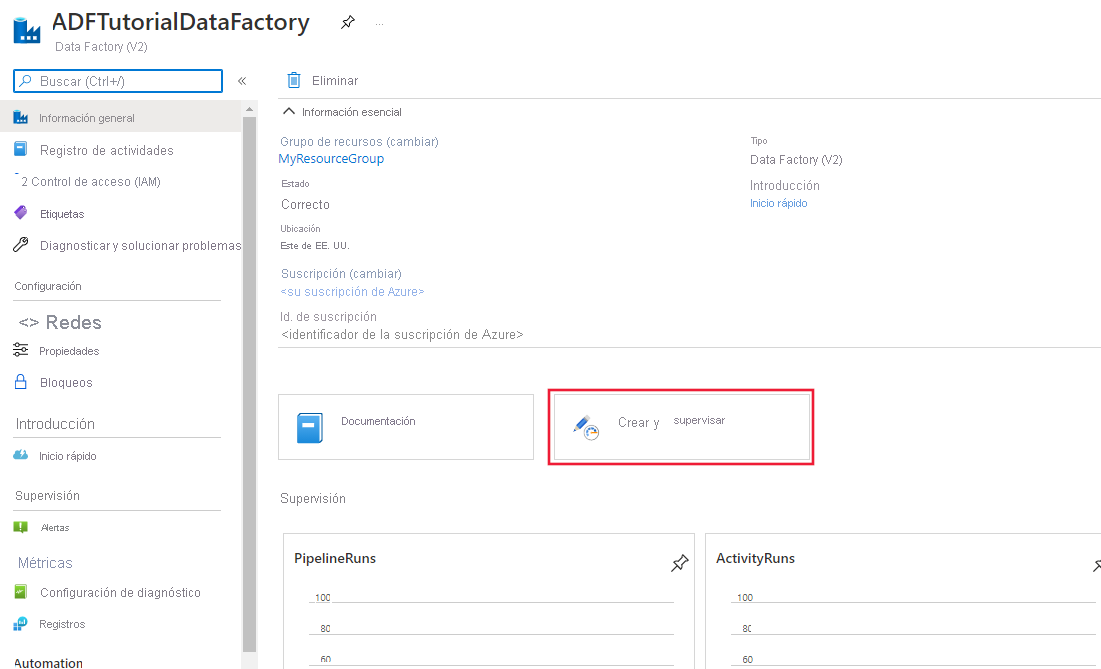 ADFTutorialDataFactory
...
Data Factory (V2)
Buscar (Ctrl+/)
«
Eliminar
Información general
Registro de actividades
2 Control de acceso (IAM)
Etiquetas
Diagnosticar y solucionar problemas
Configuración
<> Redes
Propiedades
Bloqueos
Introducción
Inicio rápido
Supervisión
Alertas
Métricas
Configuración de diagnóstico
Registros
Automation
Información esencial
Grupo de recursos (cambiar)
MyResourceGroup
Estado
Correcto
Ubicación
Este de EE. UU.
Suscripción (cambiar)
<su suscripción de Azure>
Id. de suscripción
<identificador de la suscripción de Azure>
Tipo
Data Factory (V2)
Introducción
Inicio rápido
Documentación
Crear y supervisar
Supervisión
PipelineRuns
100
80
60
ActivityRuns
100
80
60